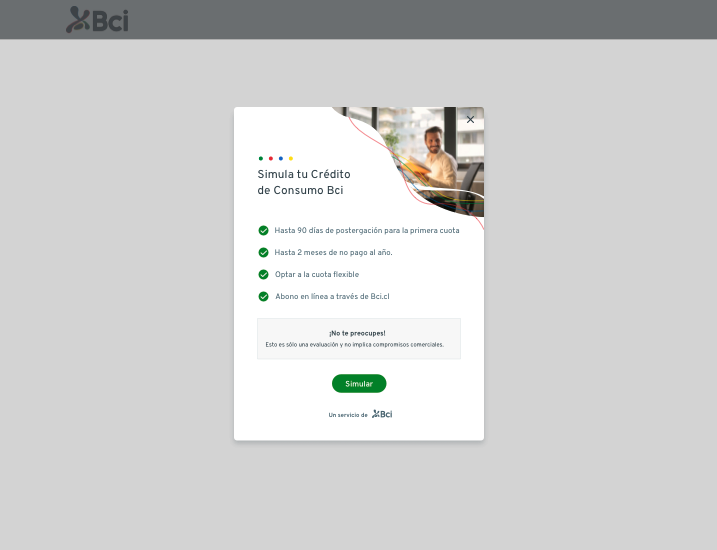 Bci
Simula tu Crédito
de Consumo Bci
Hasta 90 días de postergación para la primera cuota
Hasta 2 meses de no pago al año.
Optar a la cuota flexible
Abono en línea a través de Bci.cl
¡No te preocupes!
Esto es sólo una evaluación y no implica compromisos comerciales.
Simular
Un servicio de Bci